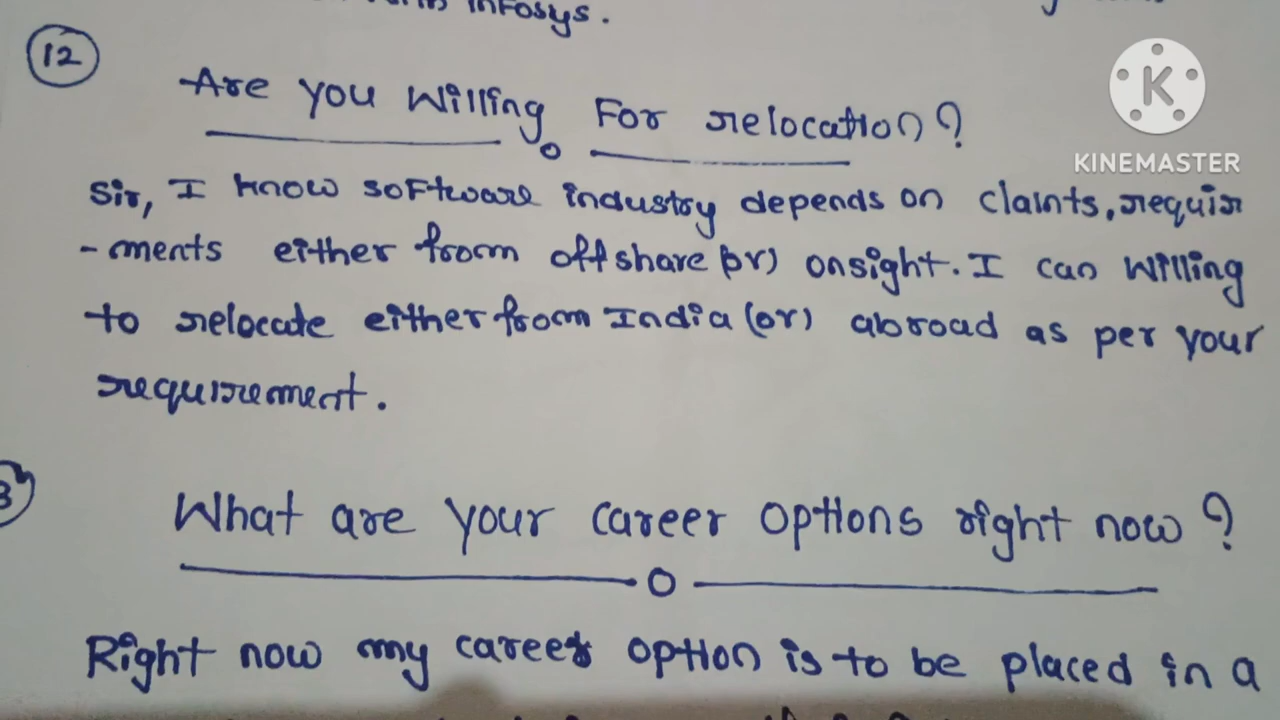 infosys.
12
Are you willing For relocation?
Sir, I know software industry depends on claints, requir
-ments either from offshare (or) onsight. I can willing
to relocate either from India (or) abroad as per your
requirement.
3
What are your career options right now?
Right now my career option is to be placed in a
K
KINEMASTER